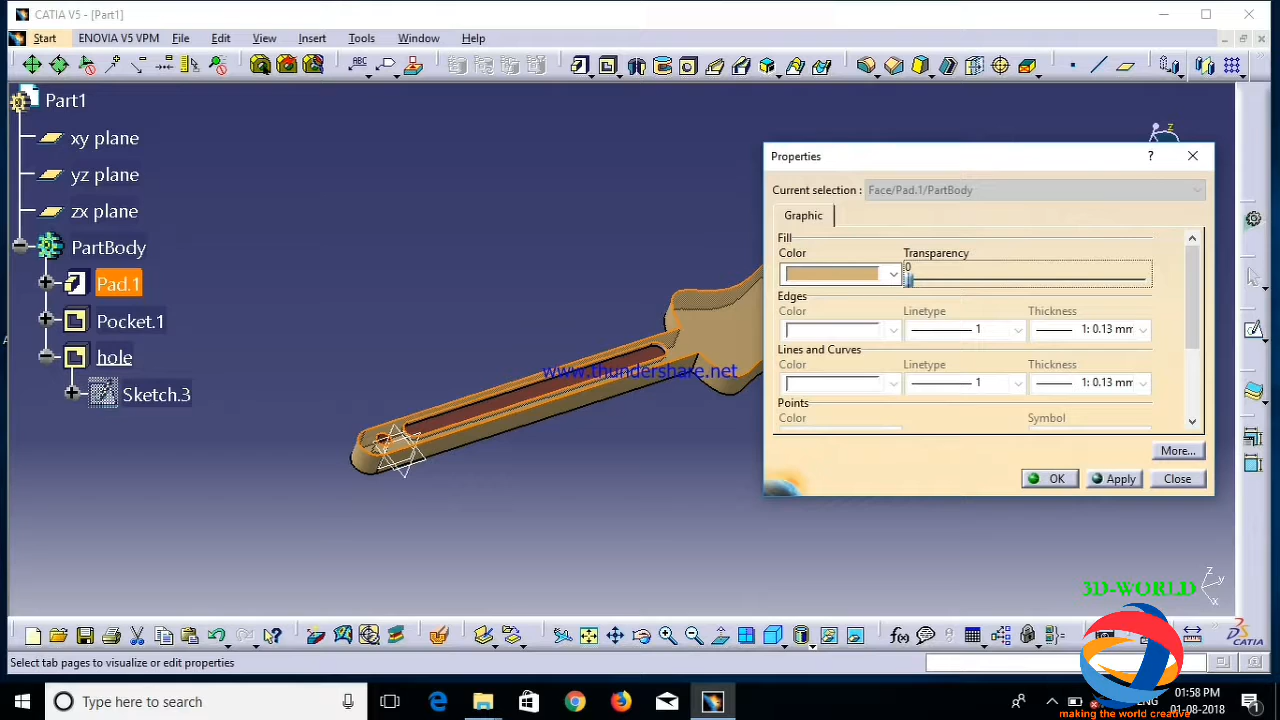 CATIA V5 - [Part1]
Start ENOVIA V5 VPM File Edit View Insert Tools Window Help
ABC
Part1
xy plane
yz plane
zx plane
PartBody
Pad.1
Pocket.1
hole
Sketch.3
z
www.thundershare.net
Properties
?
Current selection : Face/Pad.1/PartBody
Graphic
Fill
Color Transparency
0
Edges
Color Linetype Thickness
1 1: 0.13 mm
Lines and Curves
Color Linetype Thickness
1 1: 0.13 mm
Points
Color Symbol
More...
OK Apply Close
3D-WORLD
z
y
x
f(x)
CATIA
Select tab pages to visualize or edit properties
Type here to search
ENG
01:58 PM
01-08-2018
1
making the world creative